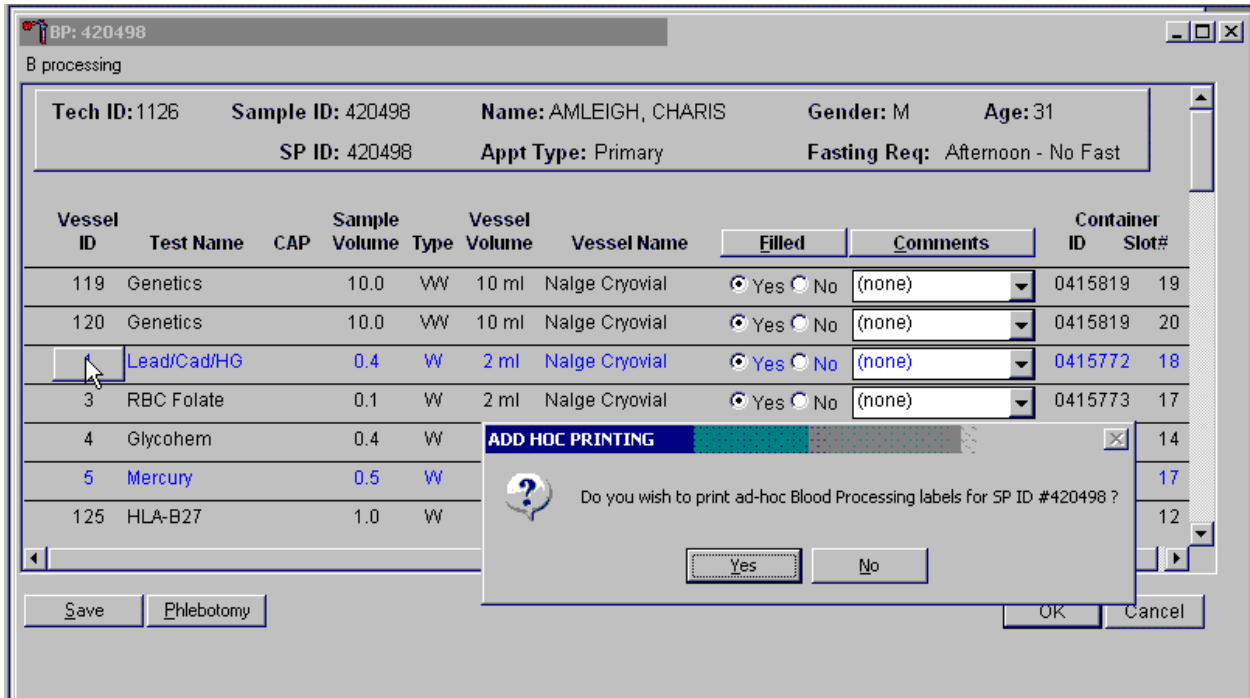 BP: 420498
B processing
Tech ID: 1126 Sample ID: 420498 Name: AMLEIGH, CHARIS Gender: M Age: 31
SP ID: 420498 Appt Type: Primary Fasting Req: Afternoon - No Fast
Vessel Sample Vessel Container
ID Test Name CAP Volume Type Volume Vessel Name Filled Comments ID Slot#
119 Genetics 10.0 VW 10 ml Nalge Cryovial Yes No (none) 0415819 19
120 Genetics 10.0 VW 10 ml Nalge Cryovial Yes No (none) 0415819 20
Lead/Cad/HG 0.4 W 2 ml Nalge Cryovial Yes No (none) 0415772 18
3 RBC Folate 0.1 W 2 ml Nalge Cryovial Yes No (none) 0415773 17
4 Glycohem 0.4 W 14
5 Mercury 0.5 W 17
125 HLA-B27 1.0 W 12
ADD HOC PRINTING
Do you wish to print ad-hoc Blood Processing labels for SP ID #420498 ?
Yes No
Save Phlebotomy OK Cancel